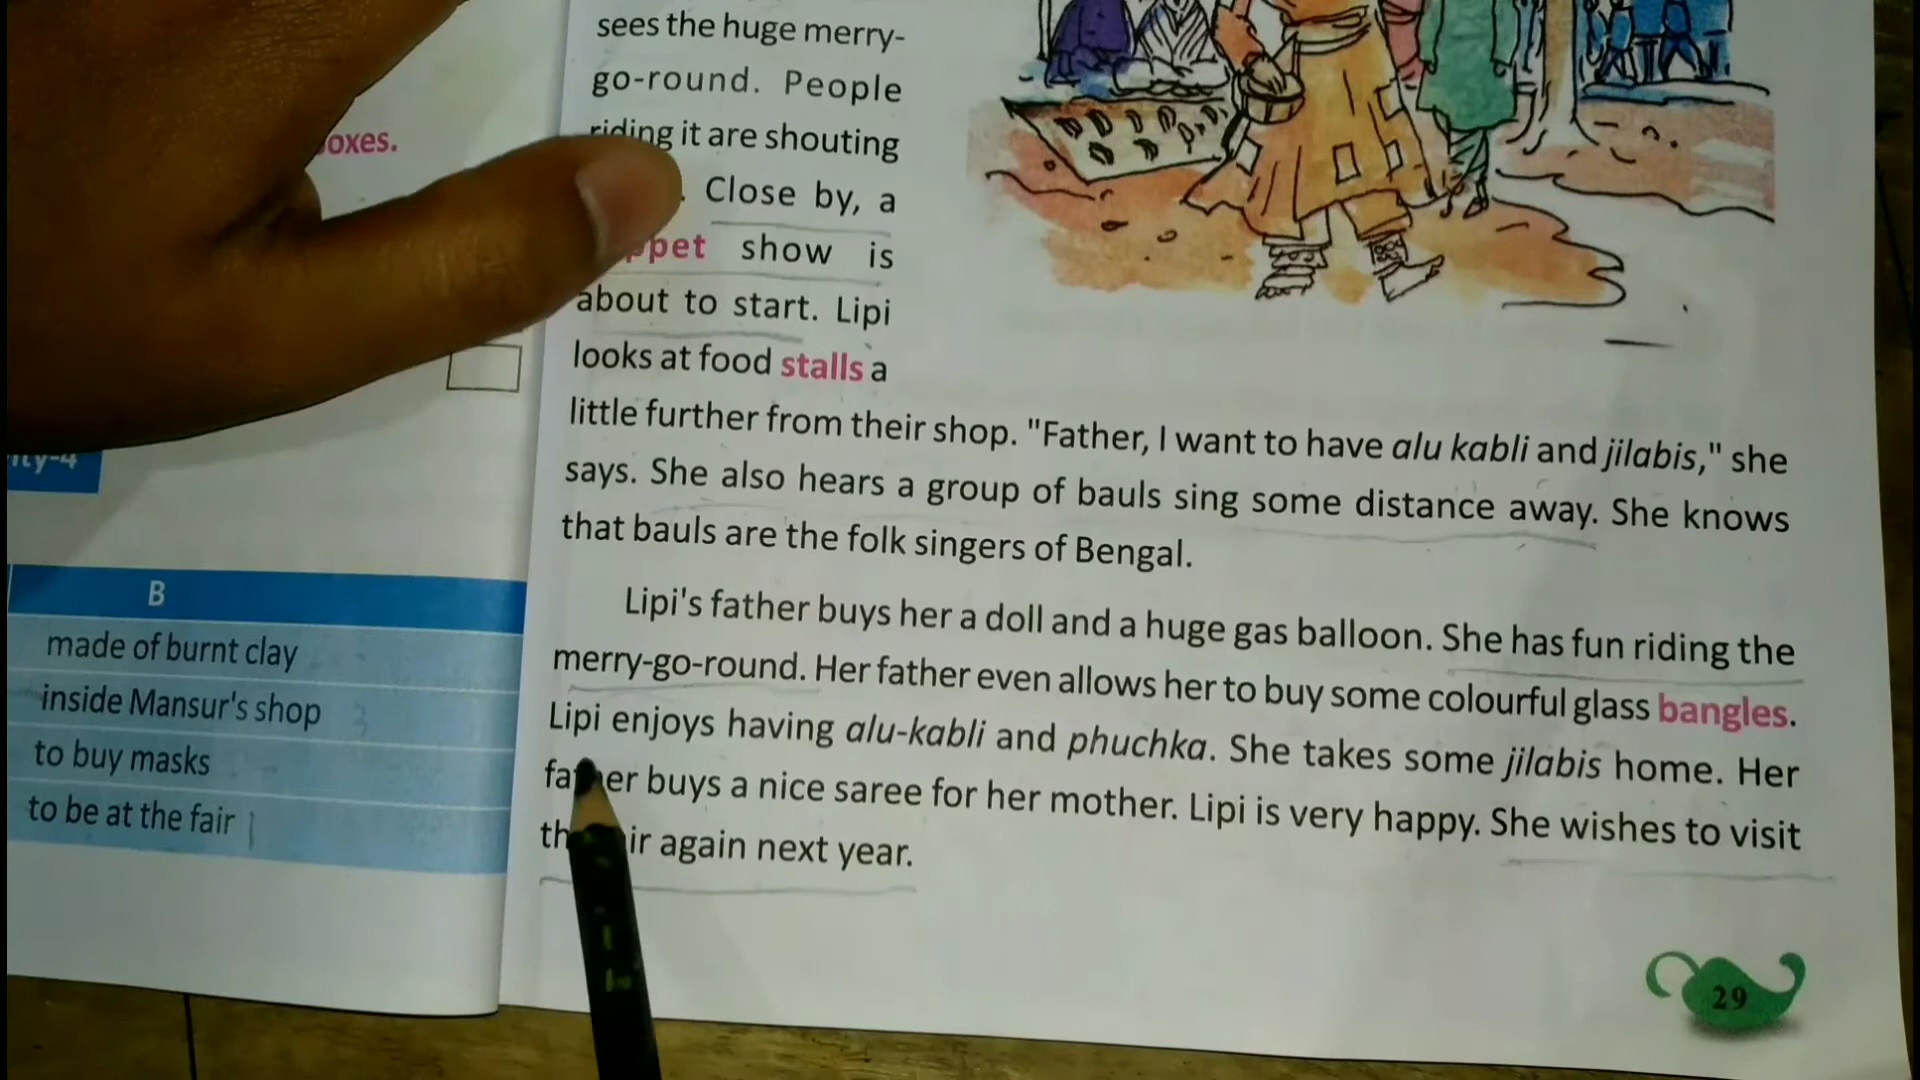 oxes.
ity-4
B
made of burnt clay
inside Mansur's shop 3
to buy masks
to be at the fair 1
sees the huge merry-
go-round. People
riding it are shouting
. Close by, a
ppet show is
about to start. Lipi
looks at food stalls a
little further from their shop. "Father, I want to have alu kabli and jilabis," she
says. She also hears a group of bauls sing some distance away. She knows
that bauls are the folk singers of Bengal.
Lipi's father buys her a doll and a huge gas balloon. She has fun riding the
merry-go-round. Her father even allows her to buy some colourful glass bangles.
Lipi enjoys having alu-kabli and phuchka. She takes some jilabis home. Her
father buys a nice saree for her mother. Lipi is very happy. She wishes to visit
th ir again next year.
29